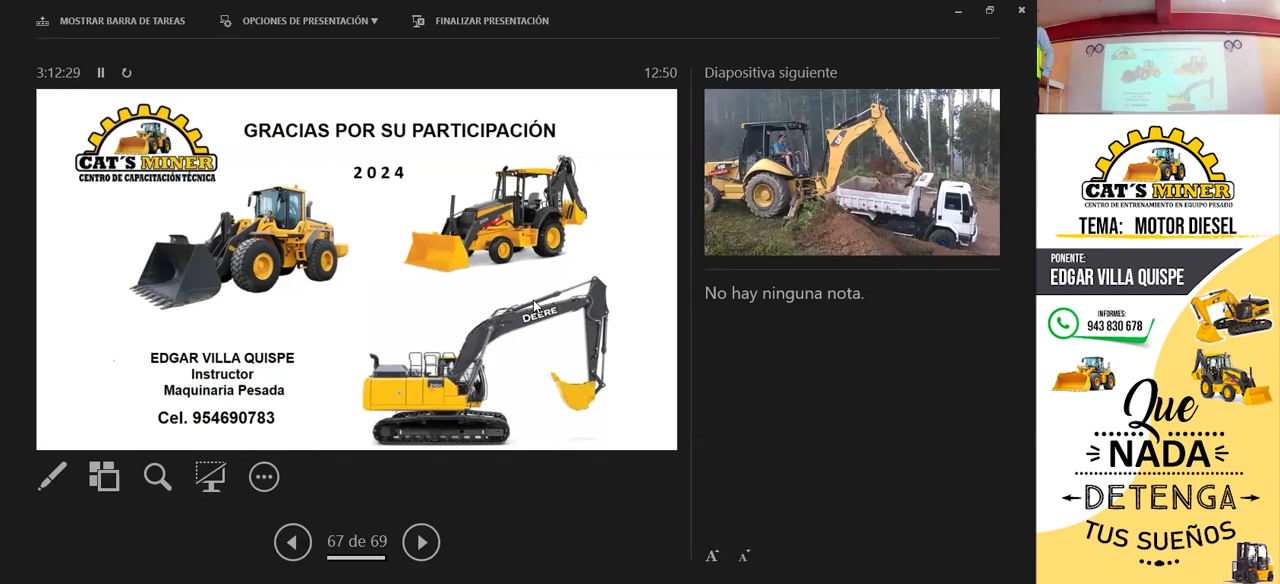 MOSTRAR BARRA DE TAREAS
OPCIONES DE PRESENTACIÓN ▼
FINALIZAR PRESENTACIÓN
3:12:29
12:50
Diapositiva siguiente
CAT'S MINER
CENTRO DE CAPACITACIÓN TÉCNICA
GRACIAS POR SU PARTICIPACIÓN
2024
DEERE
EDGAR VILLA QUISPE
Instructor
Maquinaria Pesada
Cel. 954690783
No hay ninguna nota.
67 de 69
CAT'S MINER
CENTRO DE ENTRENAMIENTO EN EQUIPO PESADO
TEMA: MOTOR DIESEL
PONENTE:
EDGAR VILLA QUISPE
INFORMES:
943 830 678
Que
NADA
DETENGA
TUS SUEÑOS